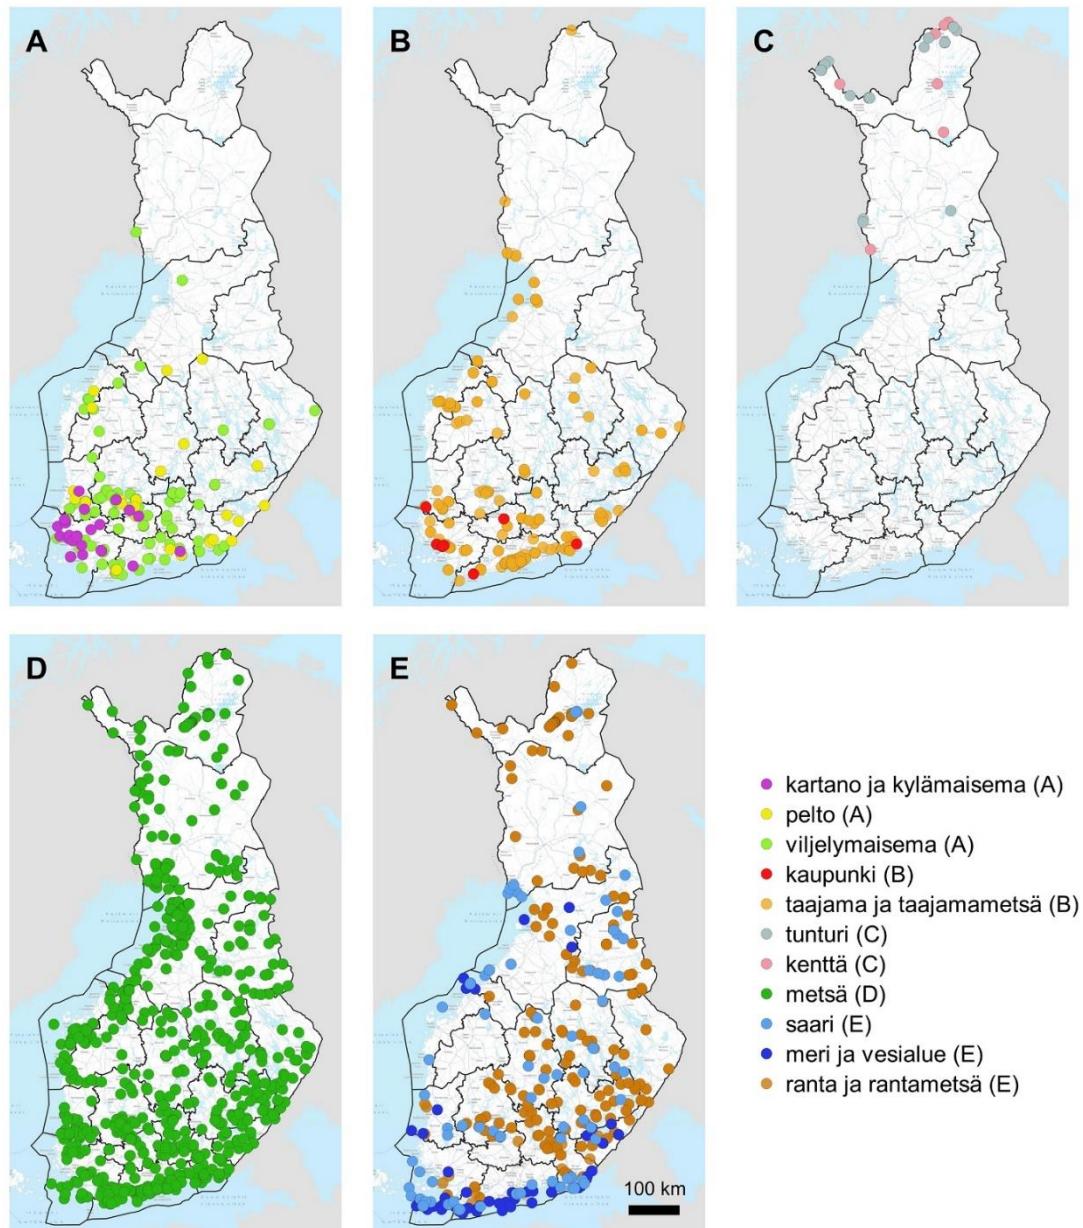 A
B
C
D
E
kartano ja kylämaisema (A)
pelto (A)
viljelymaisema (A)
kaupunki (B)
taajama ja taajamametsä (B)
tunturi (C)
kenttä (C)
metsä (D)
saari (E)
meri ja vesialue (E)
ranta ja rantametsä (E)
100 km